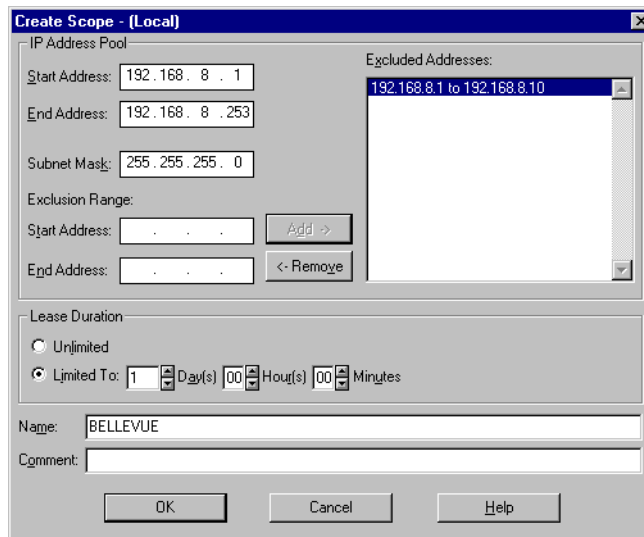 Create Scope - (Local)
IP Address Pool
Start Address: 192.168. 8 . 1
End Address: 192.168. 8 .253
Subnet Mask: 255.255.255. 0
Exclusion Range:
Start Address: . . .
End Address: . . .
Add ->
<- Remove
Excluded Addresses:
192.168.8.1 to 192.168.8.10
Lease Duration
Unlimited
Limited To: 1 Day(s) 00 Hour(s) 00 Minutes
Name: BELLEVUE
Comment:
OK Cancel Help